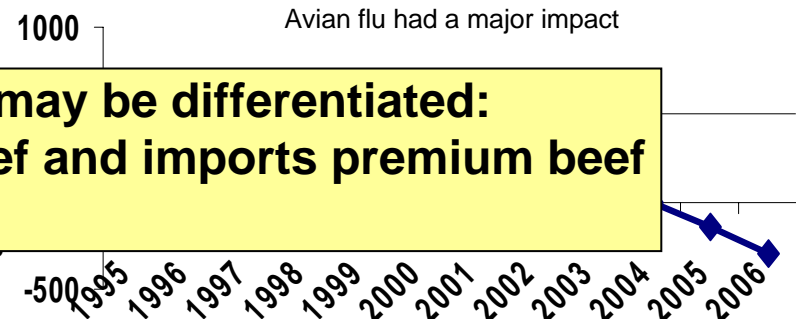 Avian flu had a major impact
1000
may be differentiated:
ef and imports premium beef
-500
1995 1996 1997 1998 1999 2000 2001 2002 2003 2004 2005 2006